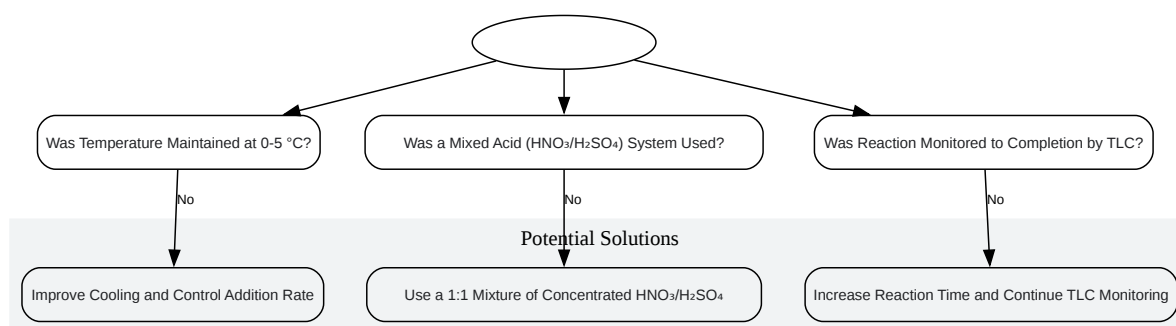 Was Temperature Maintained at 0-5 °C?
Was a Mixed Acid (HNO₃/H₂SO₄) System Used?
Was Reaction Monitored to Completion by TLC?
No
No
No
Potential Solutions
Improve Cooling and Control Addition Rate
Use a 1:1 Mixture of Concentrated HNO₃/H₂SO₄
Increase Reaction Time and Continue TLC Monitoring